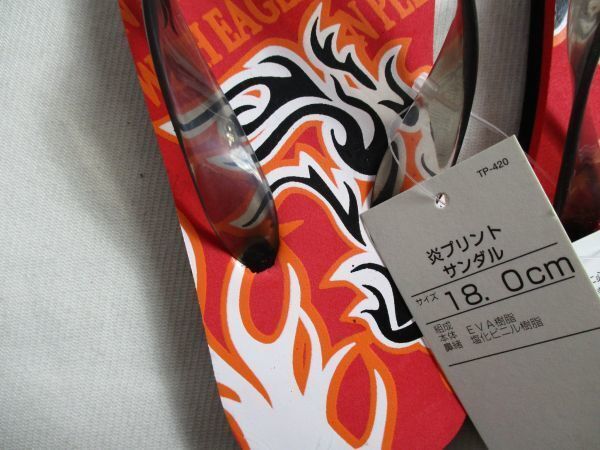 WITH EAGLE
TP-420
炎プリント
サンダル
サイズ 18.0cm
組成
本体 EVA樹脂
鼻緒 塩化ビニル樹脂